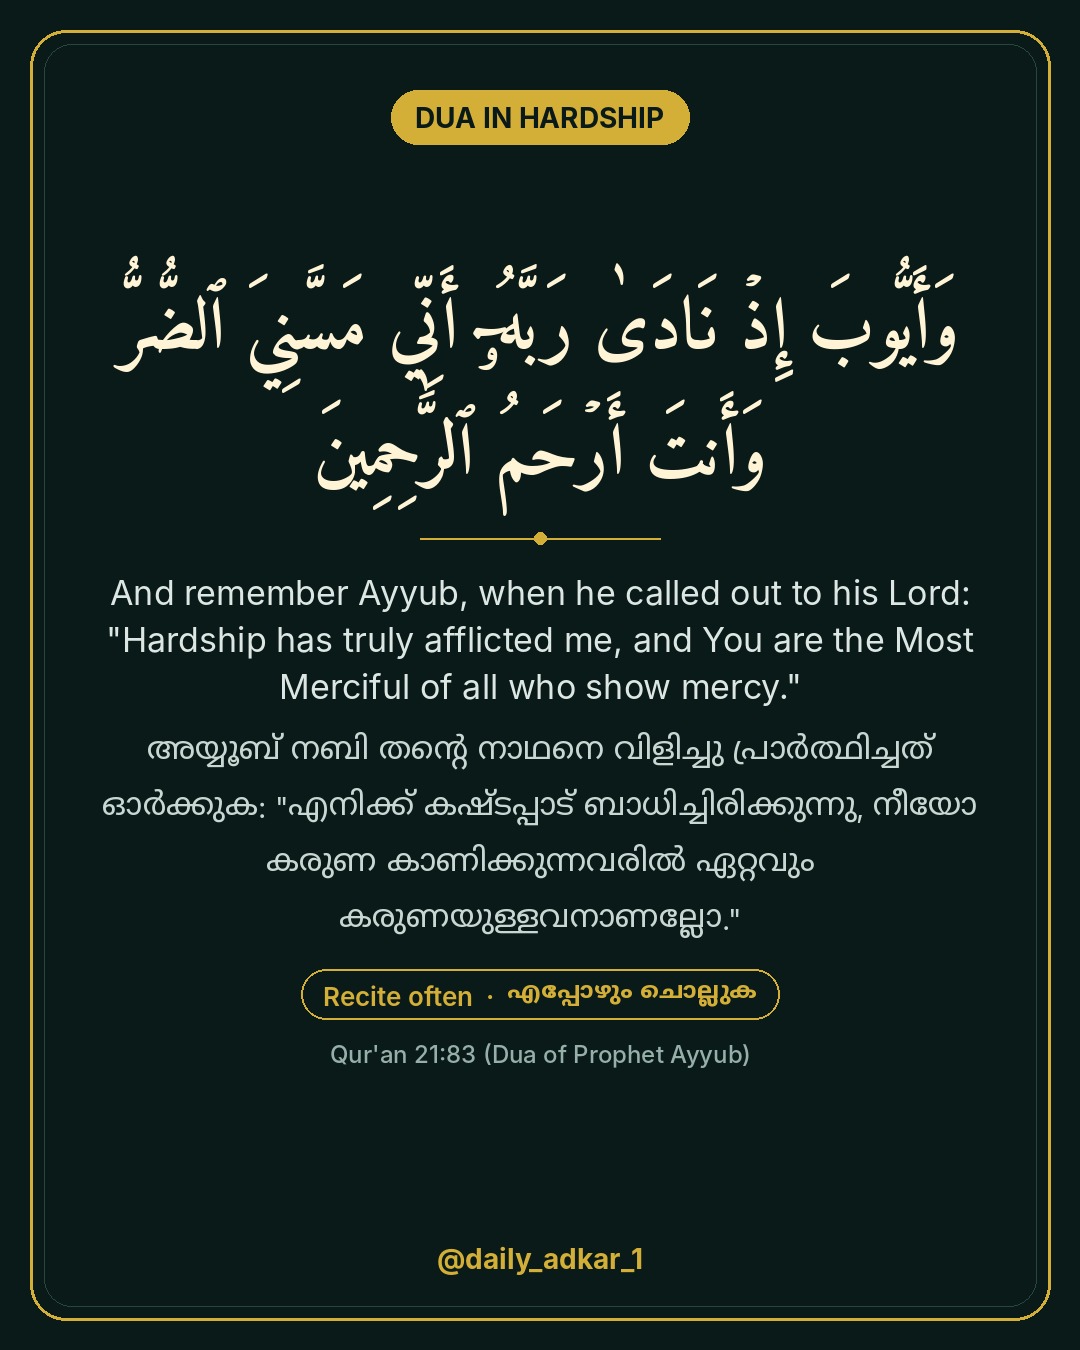 DUA IN HARDSHIP
وَأَيُّوبَ إِذۡ نَادَىٰ رَبَّهُۥٓ أَنِّي مَسَّنِيَ ٱلضُّرُّ
وَأَنتَ أَرۡحَمُ ٱلرَّٰحِمِينَ
And remember Ayyub, when he called out to his Lord:
"Hardship has truly afflicted me, and You are the Most
Merciful of all who show mercy."
അയ്യൂബ് നബി തന്റെ നാഥനെ വിളിച്ചു പ്രാർത്ഥിച്ചത്
ഓർക്കുക: "എനിക്ക് കഷ്ടപ്പാട് ബാധിച്ചിരിക്കുന്നു, നീയോ
കരുണ കാണിക്കുന്നവരിൽ ഏറ്റവും
കരുണയുള്ളവനാണല്ലോ."
Recite often · എപ്പോഴും ചൊല്ലുക
Qur'an 21:83 (Dua of Prophet Ayyub)
@daily_adkar_1